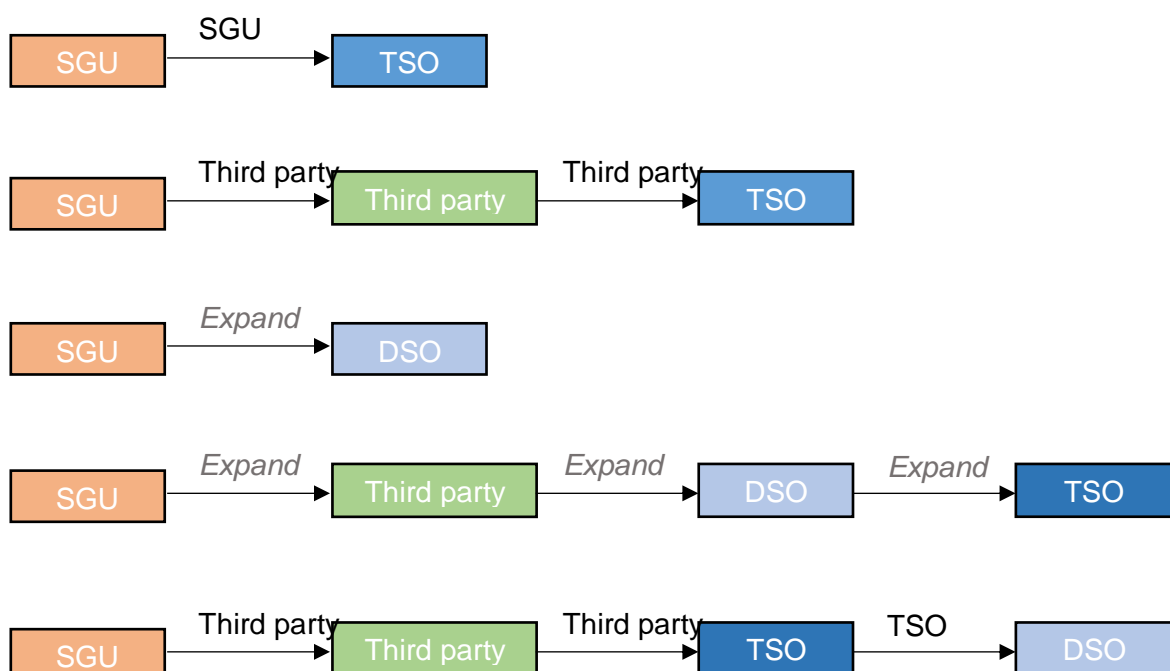 SGU
SGU TSO
Third party Third party
SGU Third party TSO
Expand
SGU DSO
Expand Expand Expand
SGU Third party DSO TSO
Third party Third party TSO
SGU Third party TSO DSO